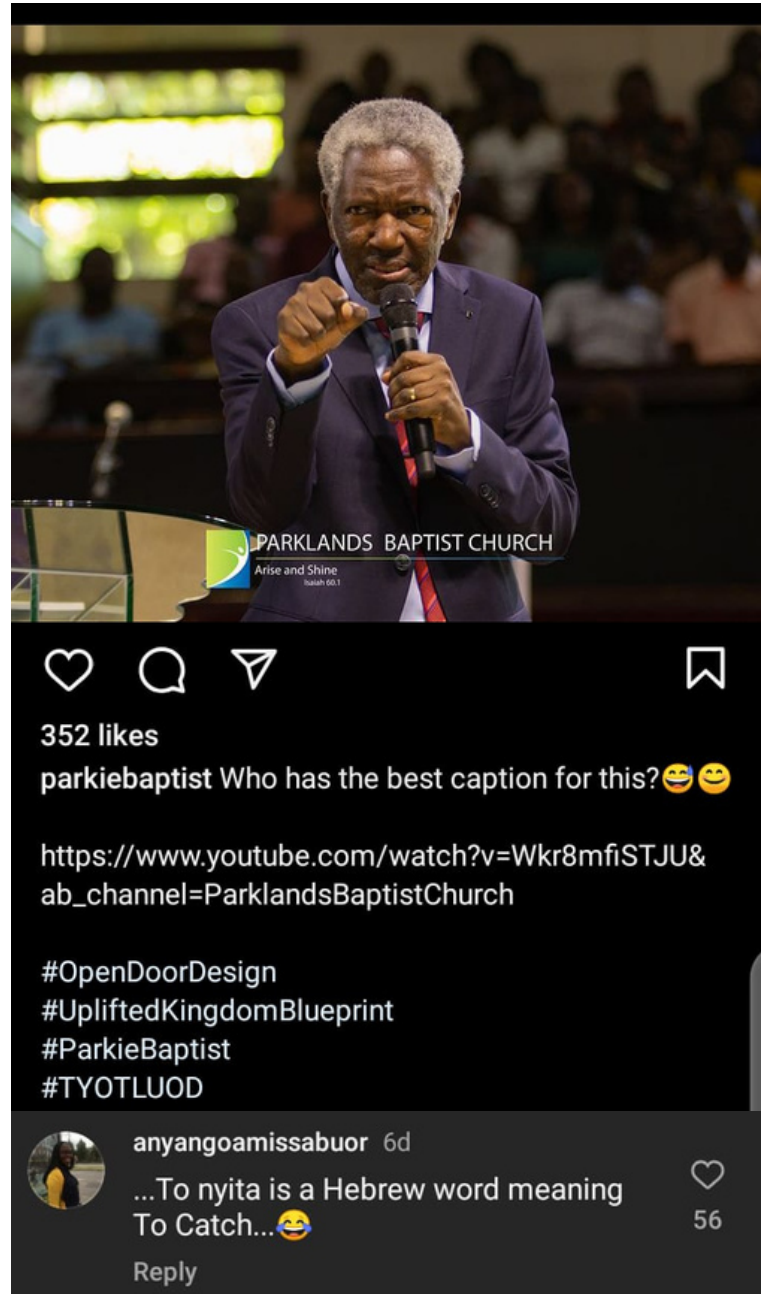 PARKLANDS BAPTIST CHURCH
Arise and Shine
Isaiah 60.1
352 likes
parkiebaptist Who has the best caption for this?😅😊
https://www.youtube.com/watch?v=Wkr8mfiSTJU&
ab_channel=ParklandsBaptistChurch
#OpenDoorDesign
#UpliftedKingdomBlueprint
#ParkieBaptist
#TYOTLUOD
anyangoamissabuor 6d
...To nyita is a Hebrew word meaning
To Catch...😂
56
Reply